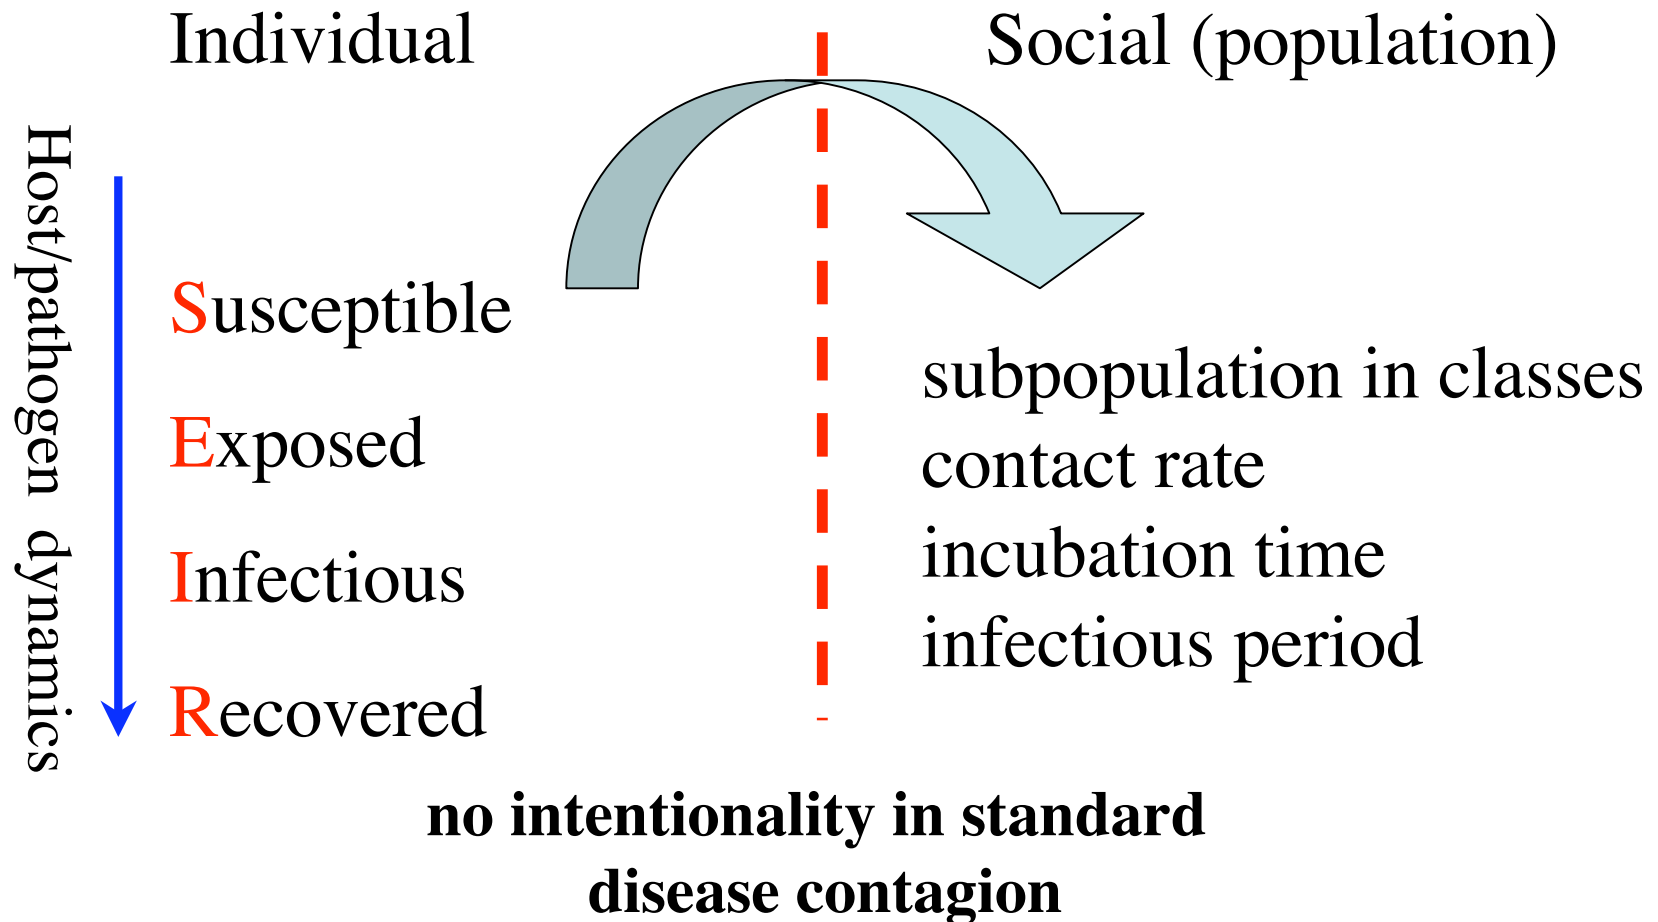 Individual
Social (population)
Host/pathogen dynamics
Susceptible
Exposed
Infectious
Recovered
subpopulation in classes
contact rate
incubation time
infectious period
no intentionality in standard
disease contagion